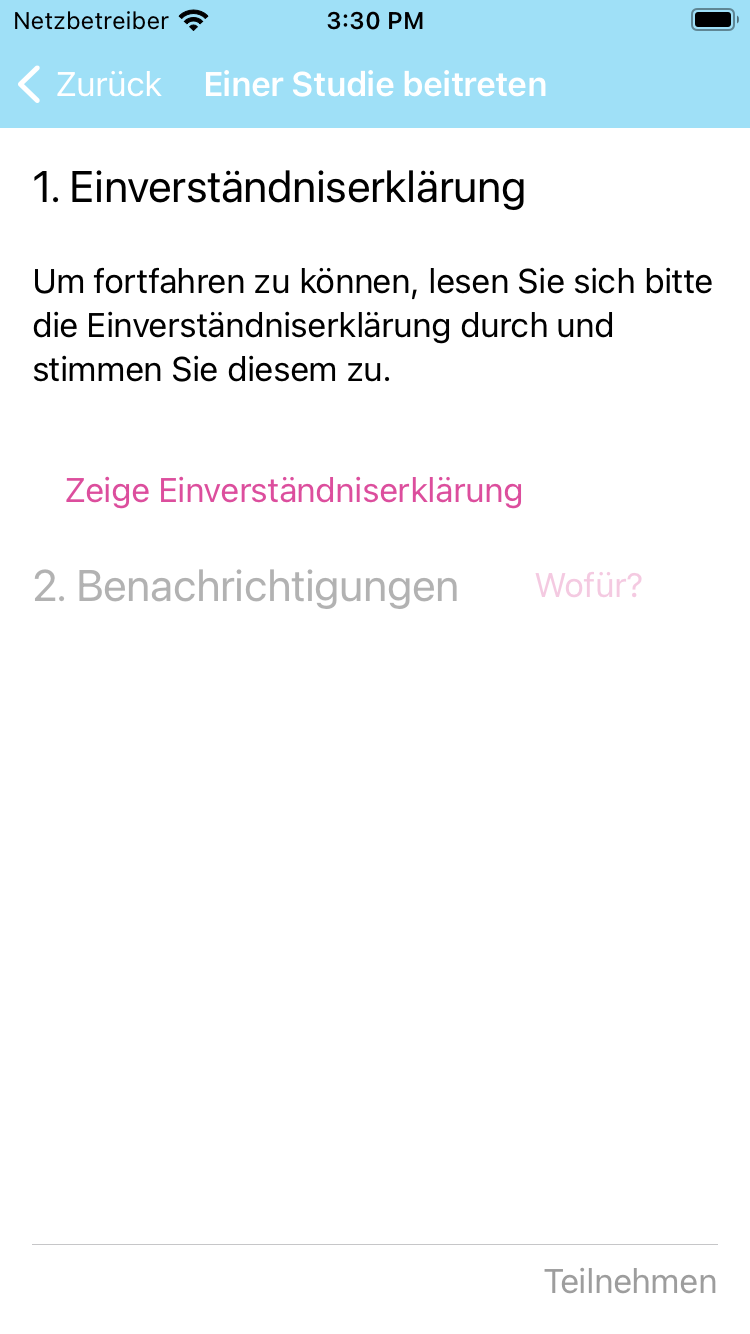 Netzbetreiber 3:30 PM
Zurück Einer Studie beitreten
1. Einverständniserklärung
Um fortfahren zu können, lesen Sie sich bitte
die Einverständniserklärung durch und
stimmen Sie diesem zu.
Zeige Einverständniserklärung
2. Benachrichtigungen Wofür?
Teilnehmen